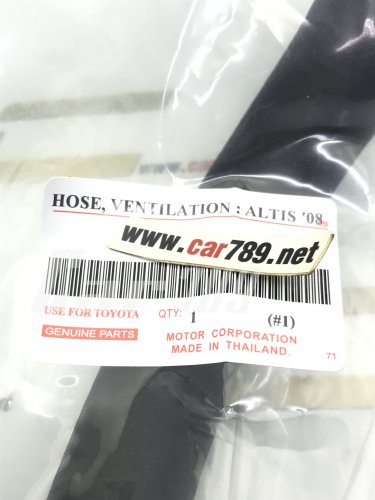 HOSE, VENTILATION : ALTIS '08
www.car789.net
USE FOR TOYOTA
QTY: 1 (#1)
GENUINE PARTS
MOTOR CORPORATION
MADE IN THAILAND.
71